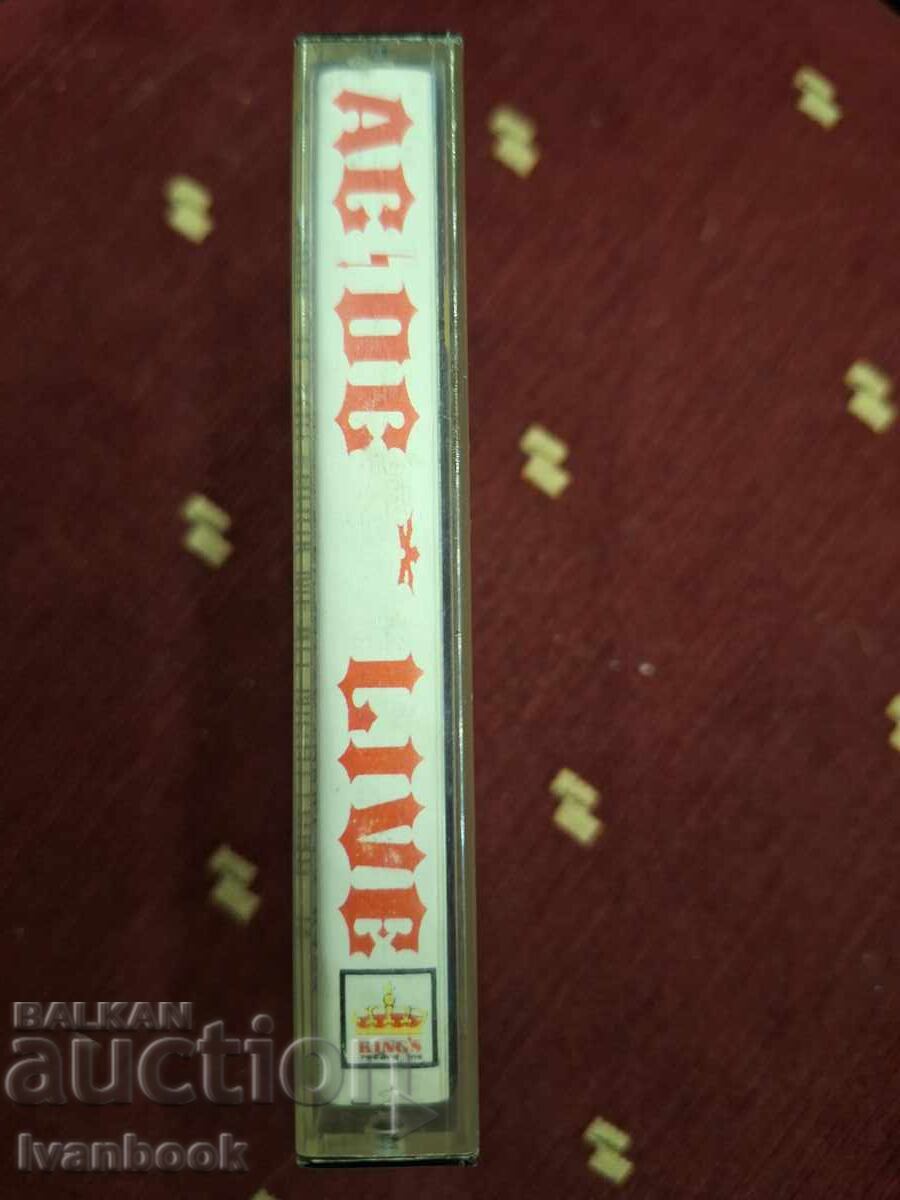 AC DC LIVE
KING'S
BALKAN
auction
Ivanbook